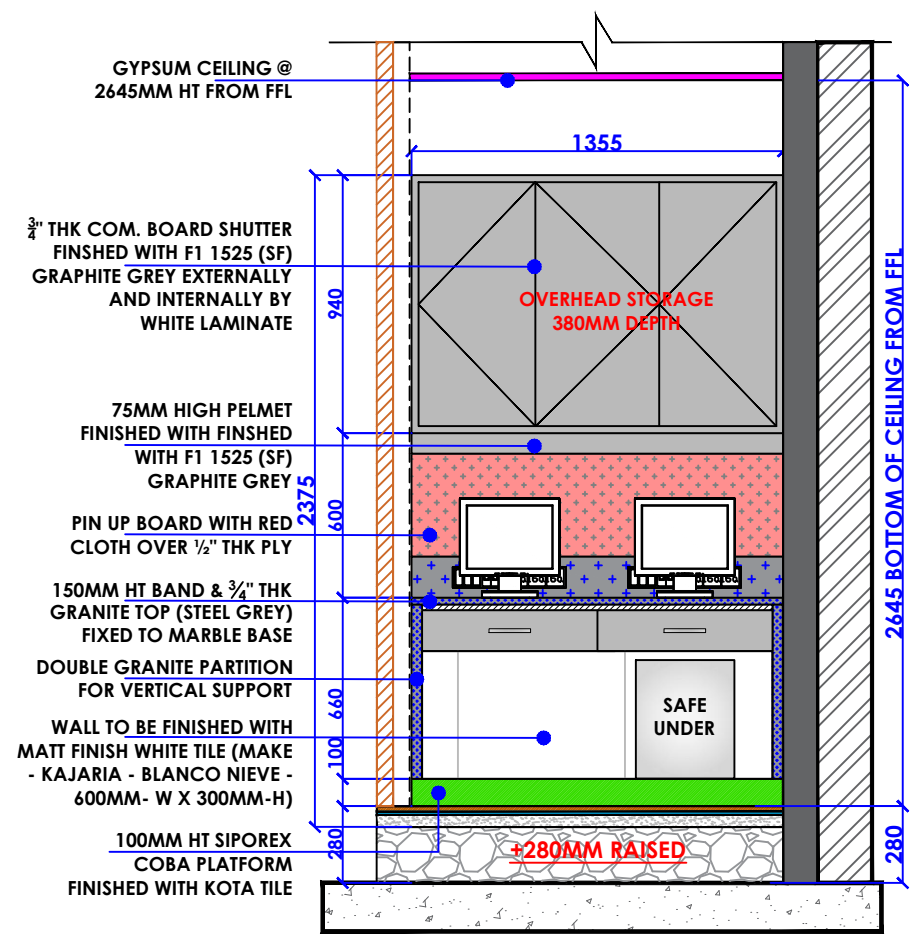 GYPSUM CEILING @
2645MM HT FROM FFL
1355
¾" THK COM. BOARD SHUTTER
FINSHED WITH F1 1525 (SF)
GRAPHITE GREY EXTERNALLY
AND INTERNALLY BY
WHITE LAMINATE
940
OVERHEAD STORAGE
380MM DEPTH
75MM HIGH PELMET
FINISHED WITH FINSHED
WITH F1 1525 (SF)
GRAPHITE GREY
2375
600
PIN UP BOARD WITH RED
CLOTH OVER ½" THK PLY
150MM HT BAND & ¾" THK
GRANITE TOP (STEEL GREY)
FIXED TO MARBLE BASE
DOUBLE GRANITE PARTITION
FOR VERTICAL SUPPORT
660
SAFE
UNDER
WALL TO BE FINISHED WITH
MATT FINISH WHITE TILE (MAKE
- KAJARIA - BLANCO NIEVE -
600MM- W X 300MM-H)
100
100MM HT SIPOREX
COBA PLATFORM
FINISHED WITH KOTA TILE
280
+280MM RAISED
2645 BOTTOM OF CEILING FROM FFL
280